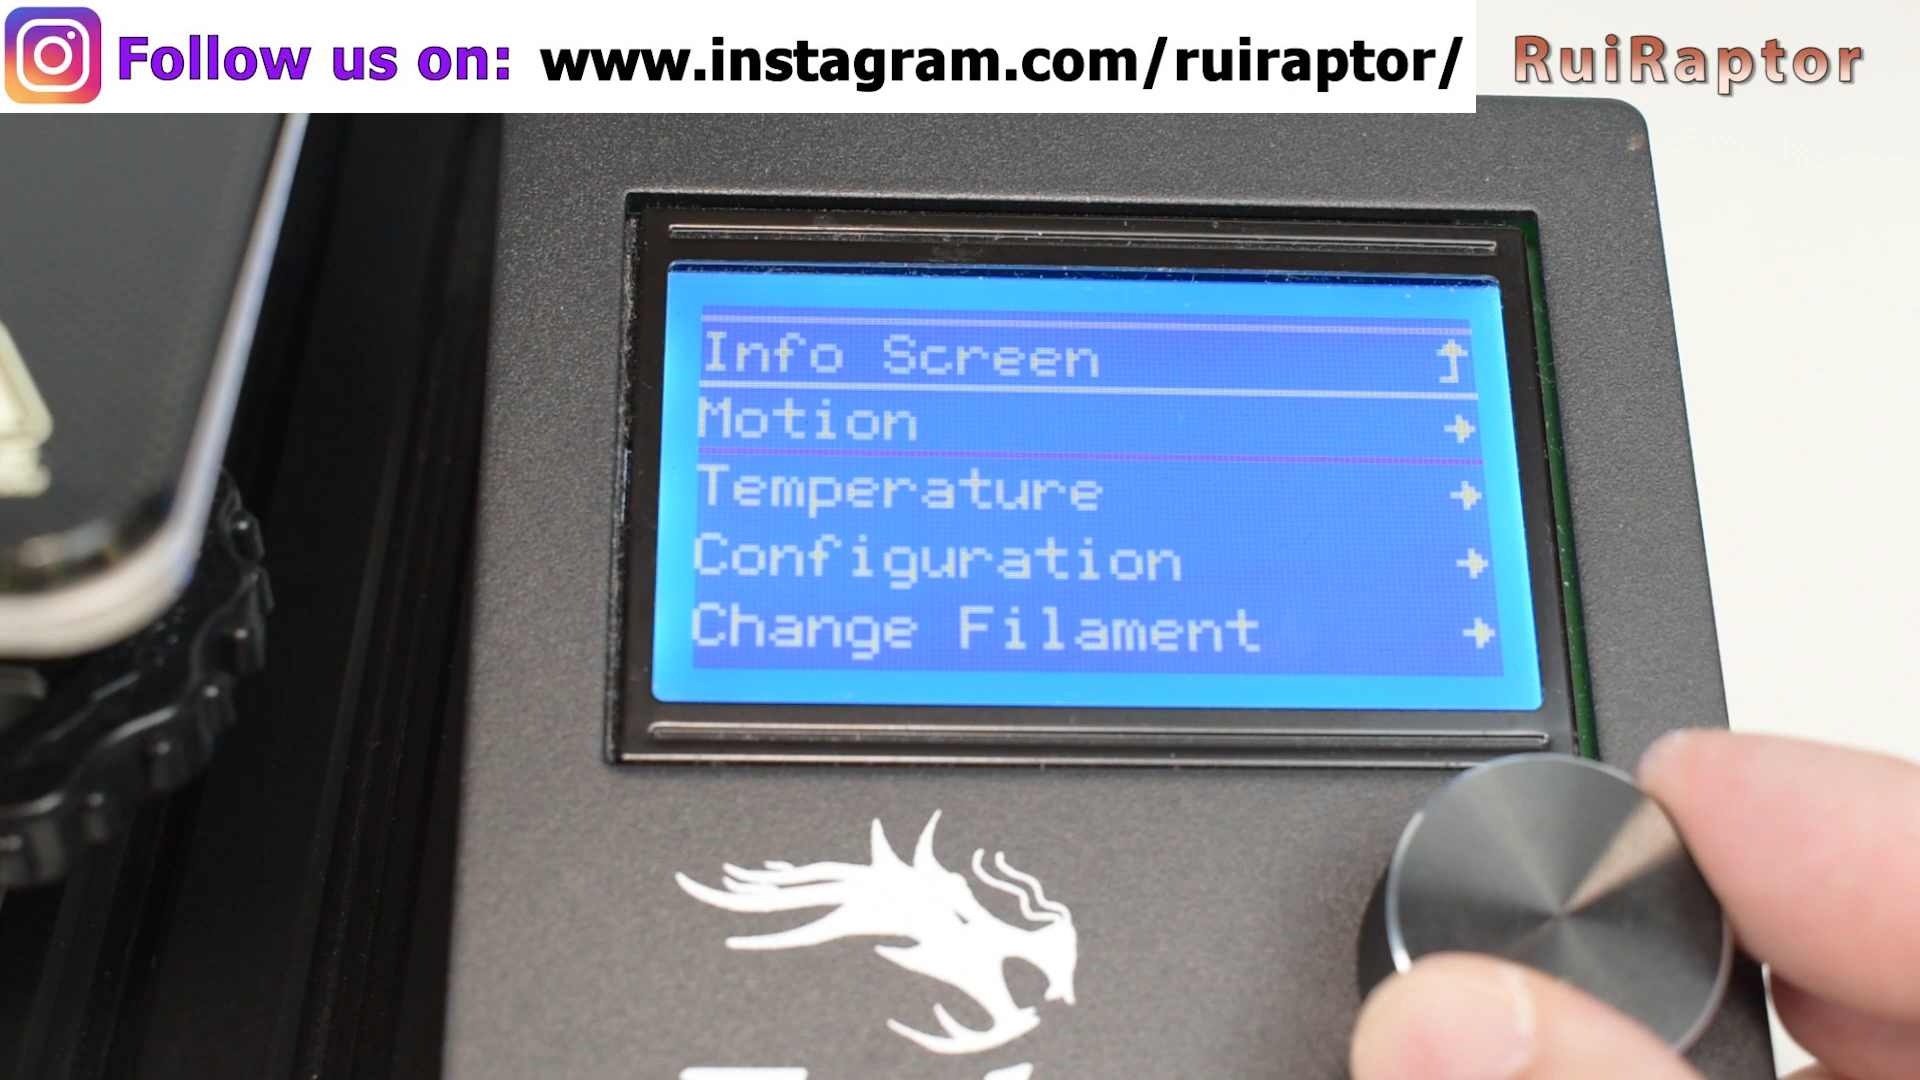 Follow us on: www.instagram.com/ruiraptor/
RuiRaptor
Info Screen
Motion
Temperature
Configuration
Change Filament